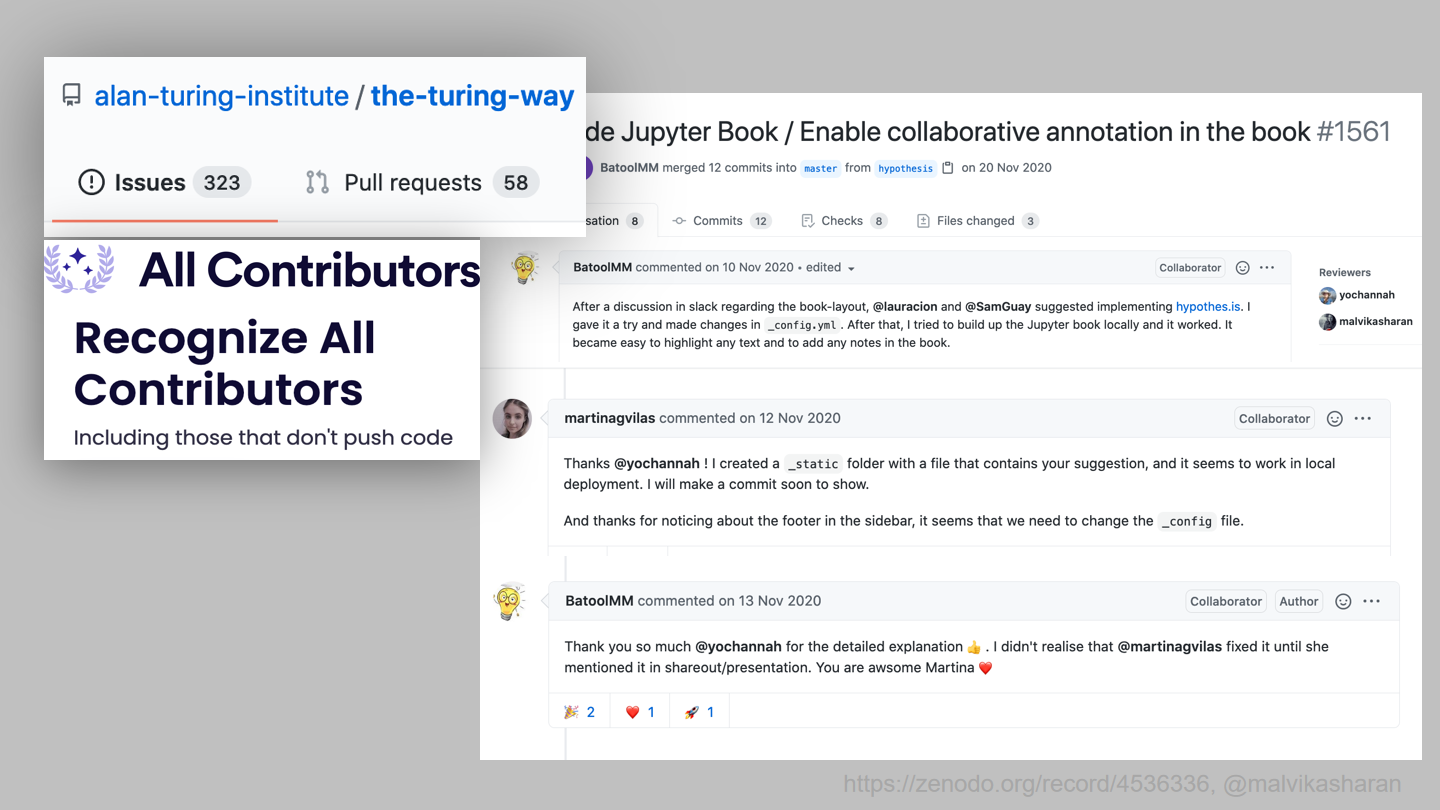 alan-turing-institute / the-turing-way
Issues 323 Pull requests 58
All Contributors
Recognize All
Contributors
Including those that don't push code
de Jupyter Book / Enable collaborative annotation in the book #1561
BatoolMM merged 12 commits into master from hypothesis on 20 Nov 2020
sation 8 Commits 12 Checks 8 Files changed 3
BatoolMM commented on 10 Nov 2020 • edited Collaborator
After a discussion in slack regarding the book-layout, @lauracion and @SamGuay suggested implementing hypothes.is. I
gave it a try and made changes in _config.yml . After that, I tried to build up the Jupyter book locally and it worked. It
became easy to highlight any text and to add any notes in the book.
Reviewers
yochannah
malvikasharan
martinagvilas commented on 12 Nov 2020 Collaborator
Thanks @yochannah ! I created a _static folder with a file that contains your suggestion, and it seems to work in local
deployment. I will make a commit soon to show.
And thanks for noticing about the footer in the sidebar, it seems that we need to change the _config file.
BatoolMM commented on 13 Nov 2020 Collaborator Author
Thank you so much @yochannah for the detailed explanation 👍 . I didn't realise that @martinagvilas fixed it until she
mentioned it in shareout/presentation. You are awsome Martina ❤️
🎉 2 ❤️ 1 🚀 1
https://zenodo.org/record/4536336, @malvikasharan